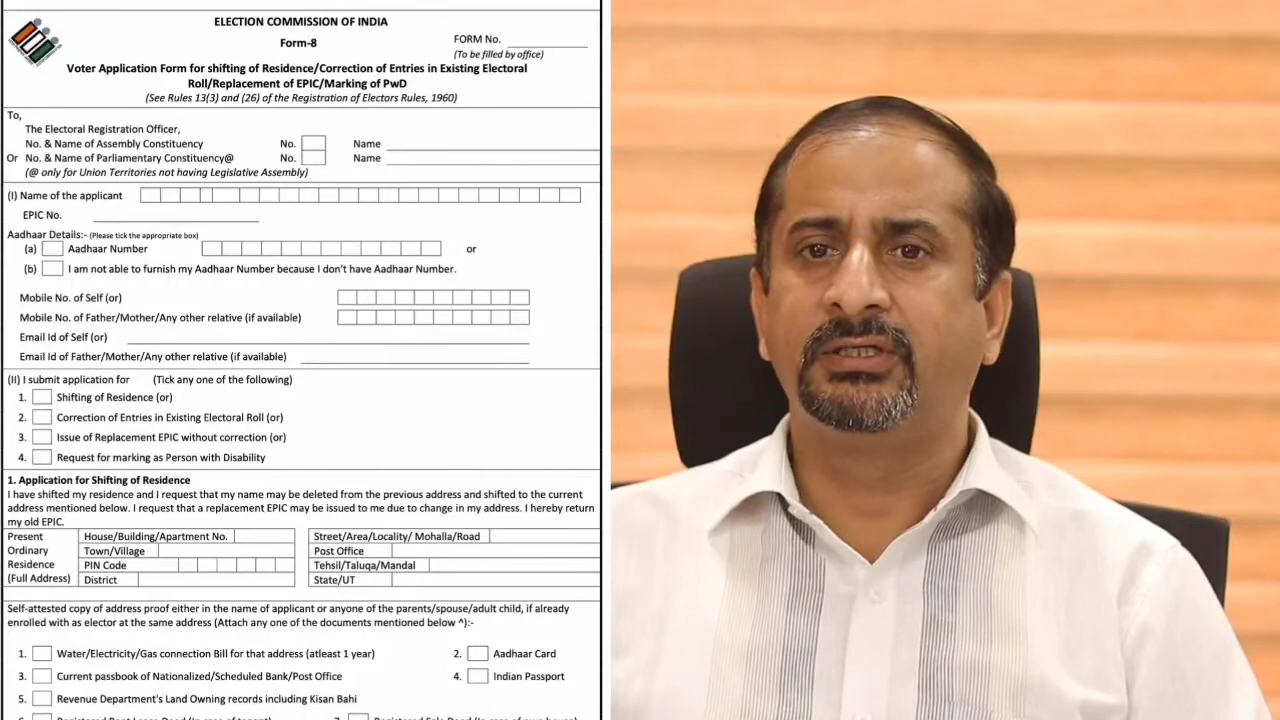 ELECTION COMMISSION OF INDIA
Form-8
FORM No.
(To be filled by office)
Voter Application Form for shifting of Residence/Correction of Entries in Existing Electoral
Roll/Replacement of EPIC/Marking of PwD
(See Rules 13(3) and (26) of the Registration of Electors Rules, 1960)
To,
The Electoral Registration Officer,
No. & Name of Assembly Constituency No. Name
Or No. & Name of Parliamentary Constituency@ No. Name
(@ only for Union Territories not having Legislative Assembly)
(I) Name of the applicant
EPIC No.
Aadhaar Details:- (Please tick the appropriate box)
(a) Aadhaar Number or
(b) I am not able to furnish my Aadhaar Number because I don't have Aadhaar Number.
Mobile No. of Self (or)
Mobile No. of Father/Mother/Any other relative (if available)
Email Id of Self (or)
Email Id of Father/Mother/Any other relative (if available)
(II) I submit application for (Tick any one of the following)
1. Shifting of Residence (or)
2. Correction of Entries in Existing Electoral Roll (or)
3. Issue of Replacement EPIC without correction (or)
4. Request for marking as Person with Disability
1. Application for Shifting of Residence
I have shifted my residence and I request that my name may be deleted from the previous address and shifted to the current
address mentioned below. I request that a replacement EPIC may be issued to me due to change in my address. I hereby return
my old EPIC.
Present House/Building/Apartment No. Street/Area/Locality/ Mohalla/Road
Ordinary Town/Village Post Office
Residence PIN Code Tehsil/Taluqa/Mandal
(Full Address) District State/UT
Self-attested copy of address proof either in the name of applicant or anyone of the parents/spouse/adult child, if already
enrolled with as elector at the same address (Attach any one of the documents mentioned below ^):-
1. Water/Electricity/Gas connection Bill for that address (atleast 1 year) 2. Aadhaar Card
3. Current passbook of Nationalized/Scheduled Bank/Post Office 4. Indian Passport
5. Revenue Department's Land Owning records including Kisan Bahi